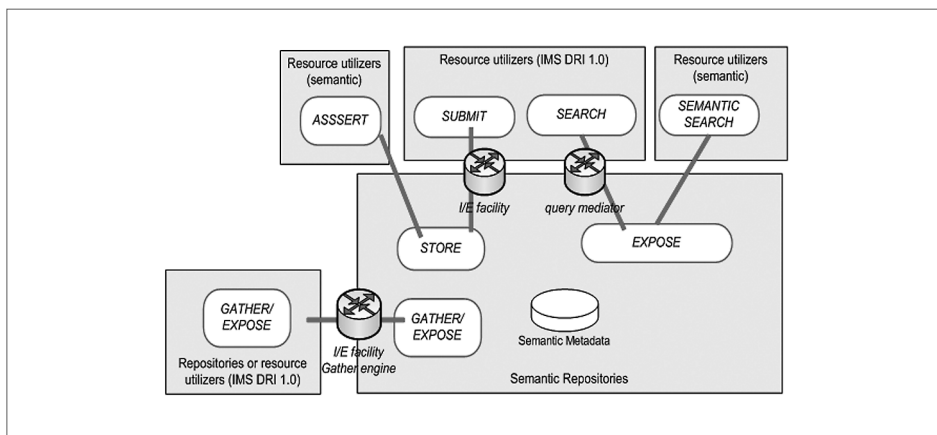 Resource utilizers
(semantic)
ASSSERT
Resource utilizers (IMS DRI 1.0)
SUBMIT
SEARCH
Resource utilizers
(semantic)
SEMANTIC
SEARCH
I/E facility
query mediator
STORE
EXPOSE
GATHER/
EXPOSE
Repositories or resource
utilizers (IMS DRI 1.0)
I/E facility
Gather engine
GATHER/
EXPOSE
Semantic Metadata
Semantic Repositories